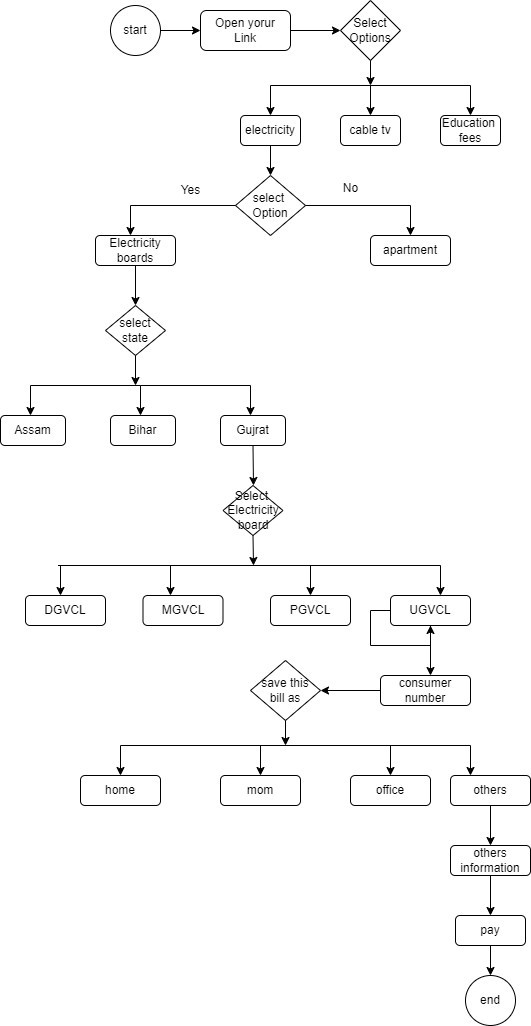 start
Open yorur
Link
Select
Options
electricity
cable tv
Education
fees
Yes
select
Option
No
Electricity
boards
apartment
select
state
Assam
Bihar
Gujrat
Select
Electricity
board
DGVCL
MGVCL
PGVCL
UGVCL
save this
bill as
consumer
number
home
mom
office
others
others
information
pay
end